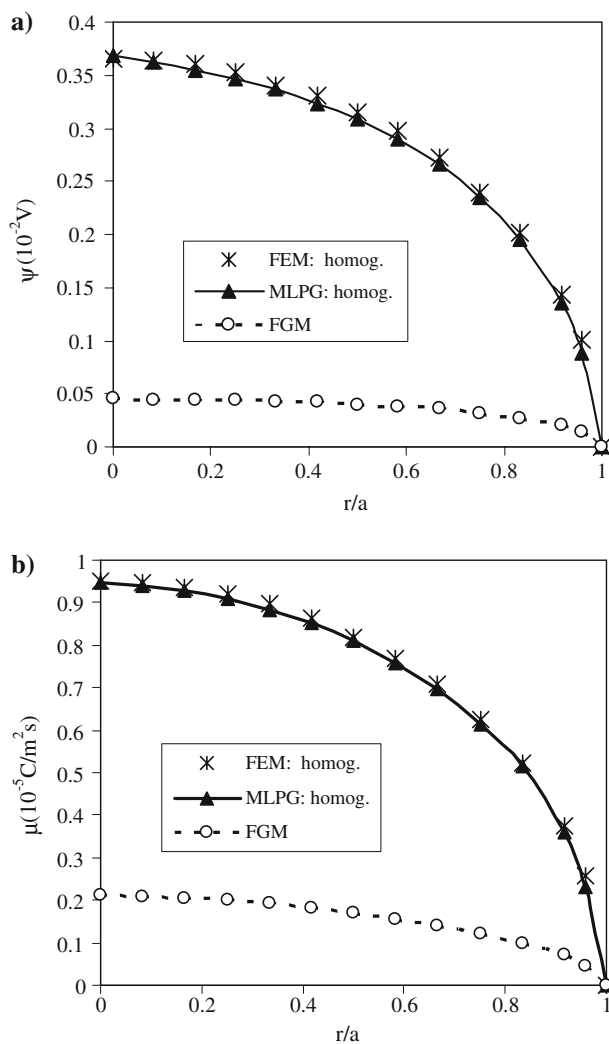 a)
0.4
0.35
0.3
0.25
0.2
0.15
0.1
0.05
0
ψ(10⁻²V)
FEM: homog.
MLPG: homog.
FGM
0 0.2 0.4 0.6 0.8 1
r/a
b)
1
0.9
0.8
0.7
0.6
0.5
0.4
0.3
0.2
0.1
0
μ(10⁻⁵C/m²s)
FEM: homog.
MLPG: homog.
FGM
0 0.2 0.4 0.6 0.8 1
r/a